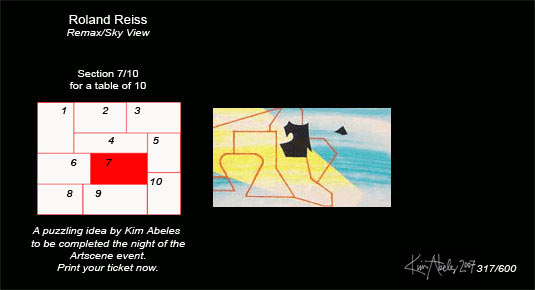 Roland Reiss
Remax/Sky View
Section 7/10
for a table of 10
1 2 3
4 5
6 7
8 9 10
A puzzling idea by Kim Abeles
to be completed the night of the
Artscene event.
Print your ticket now.
Kim Abeles 2007 317/600